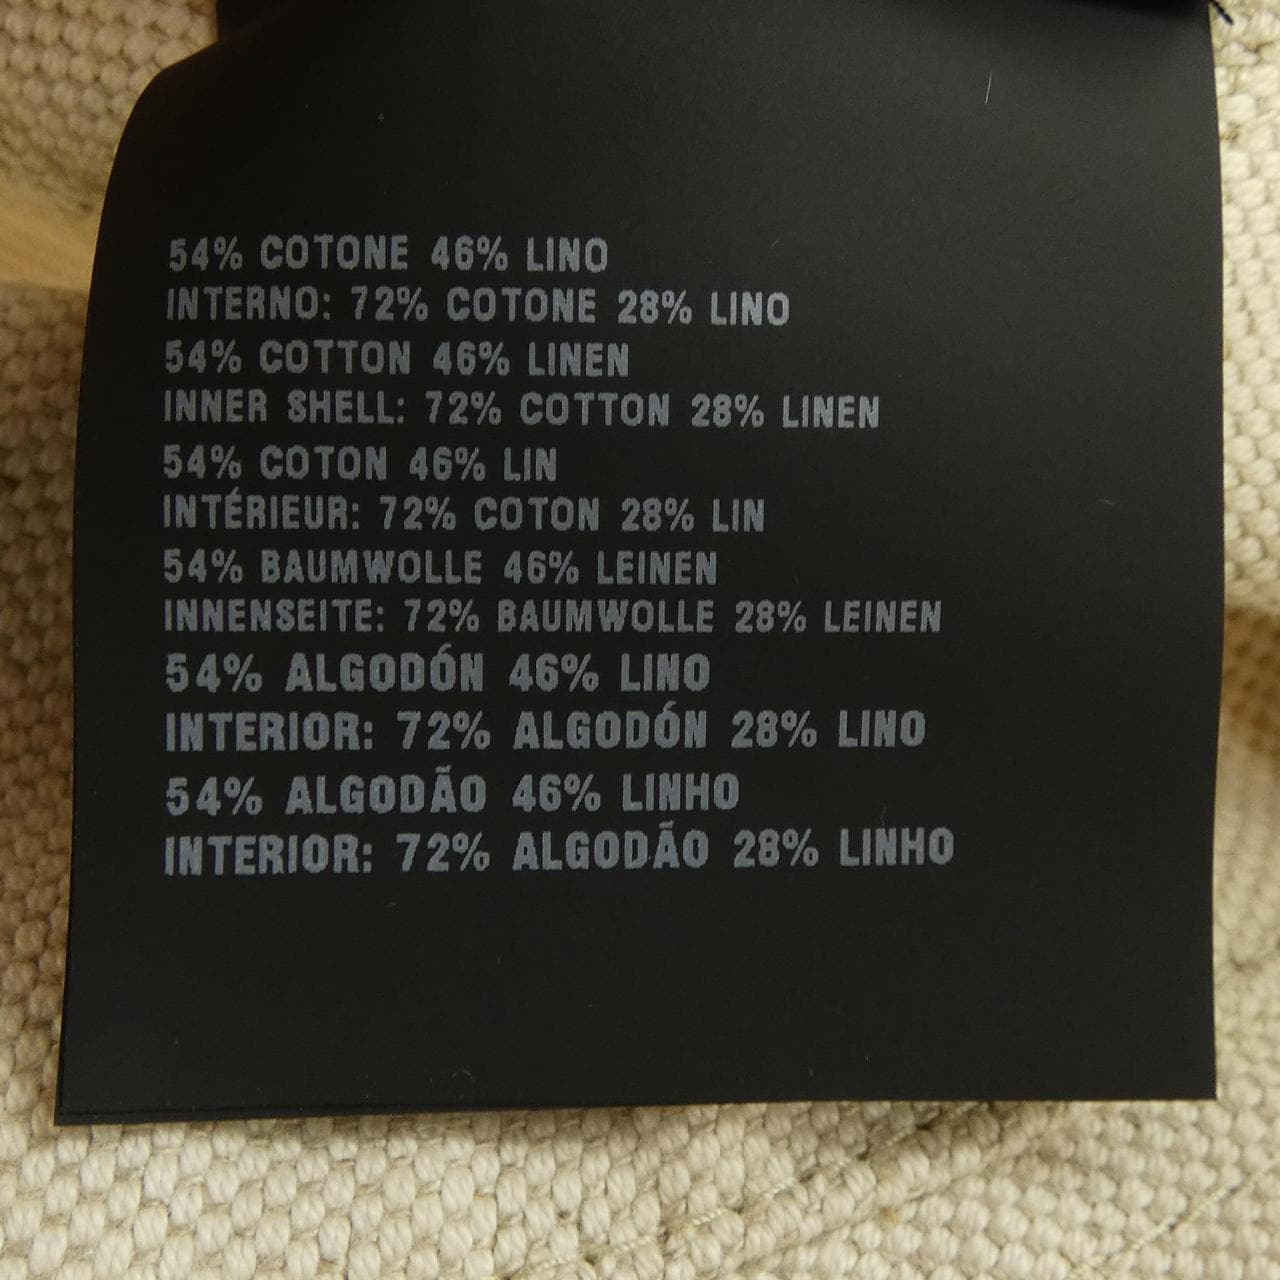 54% COTONE 46% LINO
INTERNO: 72% COTONE 28% LINO
54% COTTON 46% LINEN
INNER SHELL: 72% COTTON 28% LINEN
54% COTON 46% LIN
INTÉRIEUR: 72% COTON 28% LIN
54% BAUMWOLLE 46% LEINEN
INNENSEITE: 72% BAUMWOLLE 28% LEINEN
54% ALGODÓN 46% LINO
INTERIOR: 72% ALGODÓN 28% LINO
54% ALGODÃO 46% LINHO
INTERIOR: 72% ALGODÃO 28% LINHO